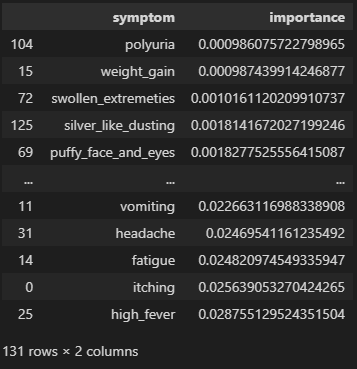 symptom importance
104 polyuria 0.000986075722798965
15 weight_gain 0.000987439914246877
72 swollen_extremeties 0.0010161120209910737
125 silver_like_dusting 0.0018141672027199246
69 puffy_face_and_eyes 0.0018277525556415087
... ... ...
11 vomiting 0.022663116988338908
31 headache 0.02469541161235492
14 fatigue 0.024820974549335947
0 itching 0.025639053270424265
25 high_fever 0.028755129524351504
131 rows × 2 columns